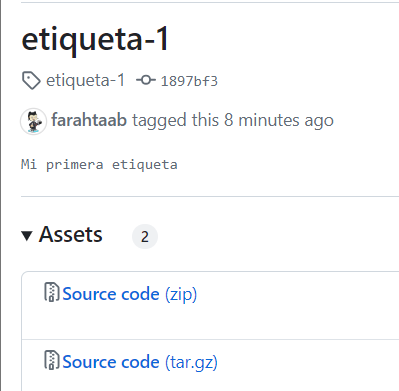 etiqueta-1
etiqueta-1 1897bf3
farahtaab tagged this 8 minutes ago
Mi primera etiqueta
Assets 2
Source code (zip)
Source code (tar.gz)